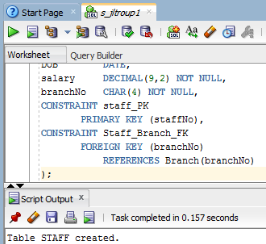 Start Page
s_jitroup1
Worksheet
Query Builder
DOB DATE,
salary DECIMAL(9,2) NOT NULL,
branchNo CHAR(4) NOT NULL,
CONSTRAINT staff_PK
PRIMARY KEY (staffNo),
CONSTRAINT Staff_Branch_FK
FOREIGN KEY (branchNo)
REFERENCES Branch(branchNo)
);
Script Output
Task completed in 0.157 seconds
Table STAFF created.